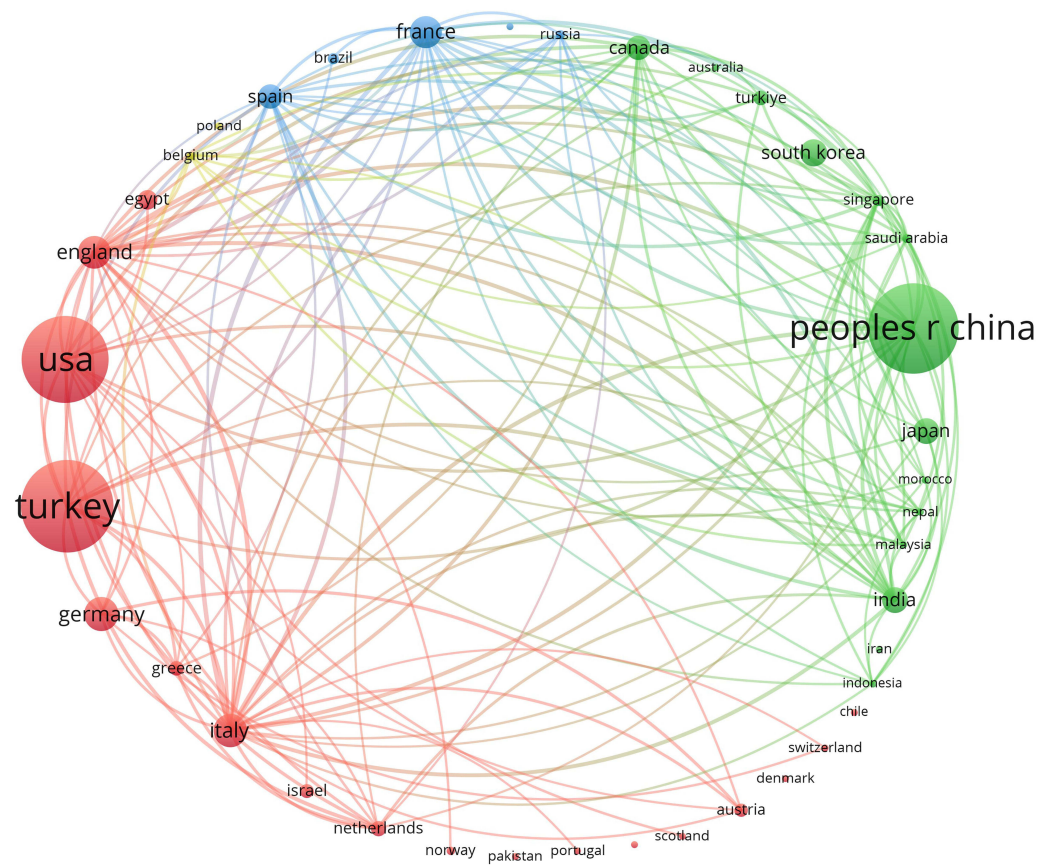 france
russia
canada
brazil
australia
spain
turkiye
poland
belgium
south korea
egypt
singapore
england
saudi arabia
peoples r china
usa
japan
morocco
turkey
nepal
malaysia
india
germany
iran
greece
indonesia
chile
italy
switzerland
denmark
israel
austria
netherlands
scotland
norway
pakistan
portugal